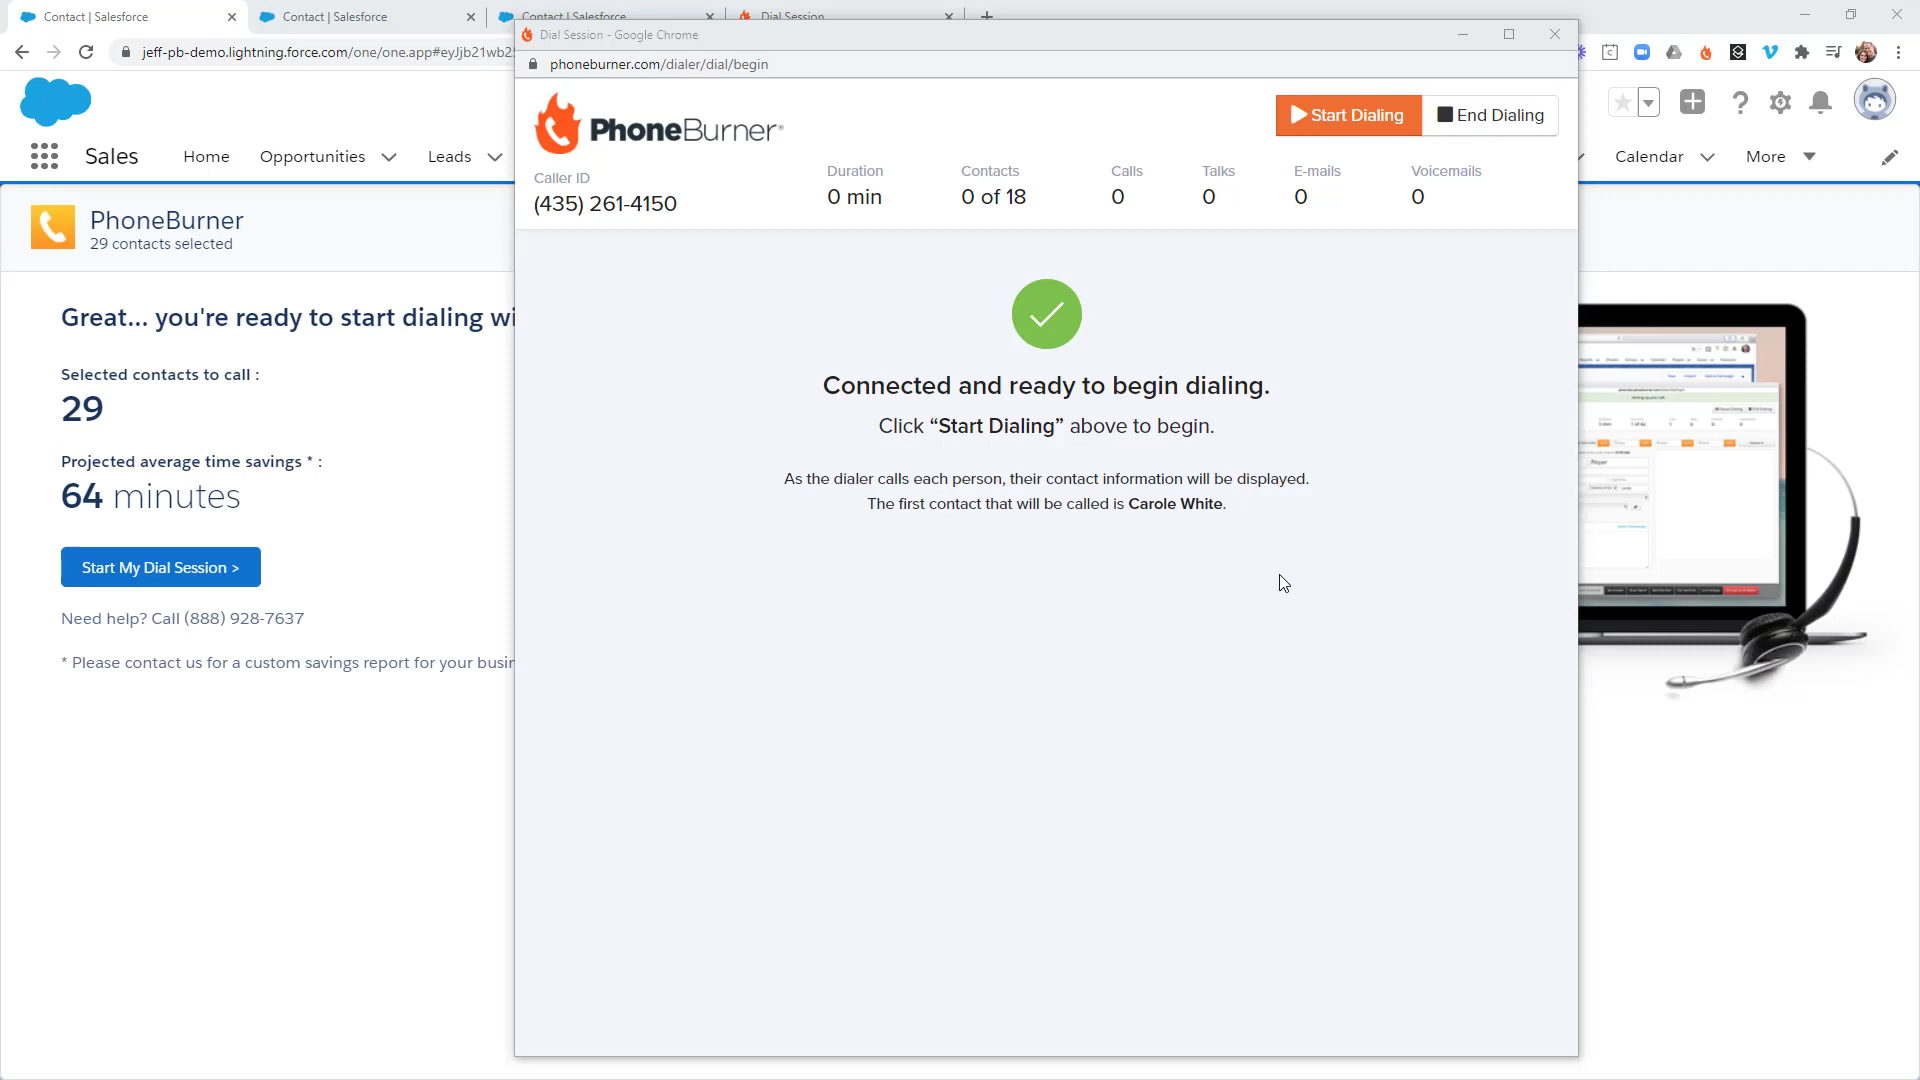 Contact | Salesforce
Contact | Salesforce
Contact | Salesforce
Dial Session
jeff-pb-demo.lightning.force.com/one/one.app#eyJjb21wb25
Dial Session - Google Chrome
phoneburner.com/dialer/dial/begin
PhoneBurner
Start Dialing
End Dialing
Caller ID
(435) 261-4150
Duration
0 min
Contacts
0 of 18
Calls
0
Talks
0
E-mails
0
Voicemails
0
Sales
Home
Opportunities
Leads
Calendar
More
PhoneBurner
29 contacts selected
Great... you're ready to start dialing wi
Selected contacts to call :
29
Projected average time savings * :
64 minutes
Start My Dial Session >
Need help? Call (888) 928-7637
* Please contact us for a custom savings report for your busin
Connected and ready to begin dialing.
Click “Start Dialing” above to begin.
As the dialer calls each person, their contact information will be displayed.
The first contact that will be called is Carole White.